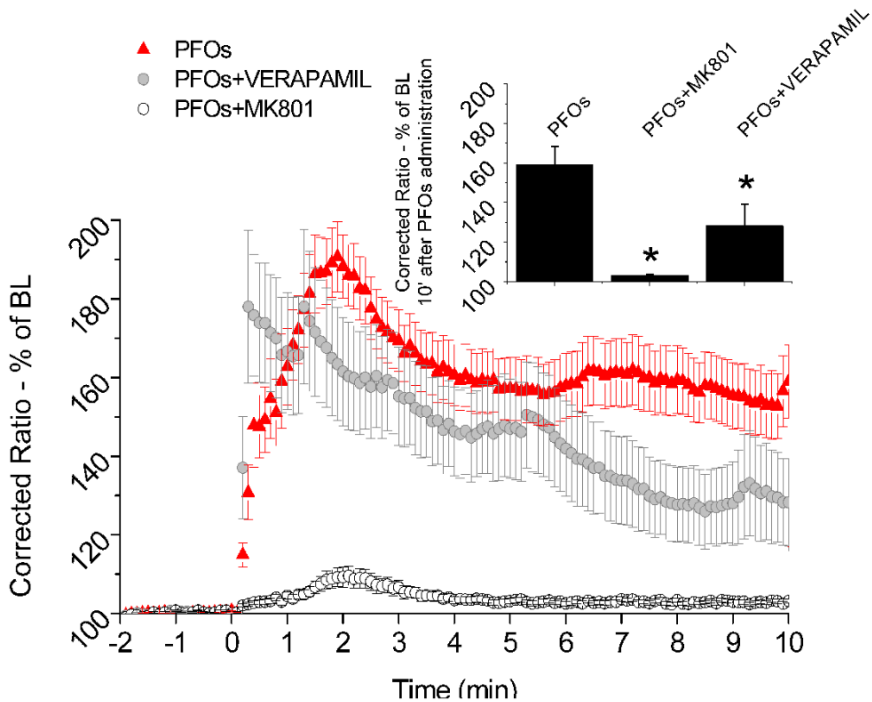 PFOs
PFOs+VERAPAMIL
PFOs+MK801
Corrected Ratio - % of BL
10' after PFOs administration
200
180
160
140
120
100
PFOs
PFOs+MK801
PFOs+VERAPAMIL
*
*
Corrected Ratio - % of BL
200
180
160
140
120
100
-2 -1 0 1 2 3 4 5 6 7 8 9 10
Time (min)